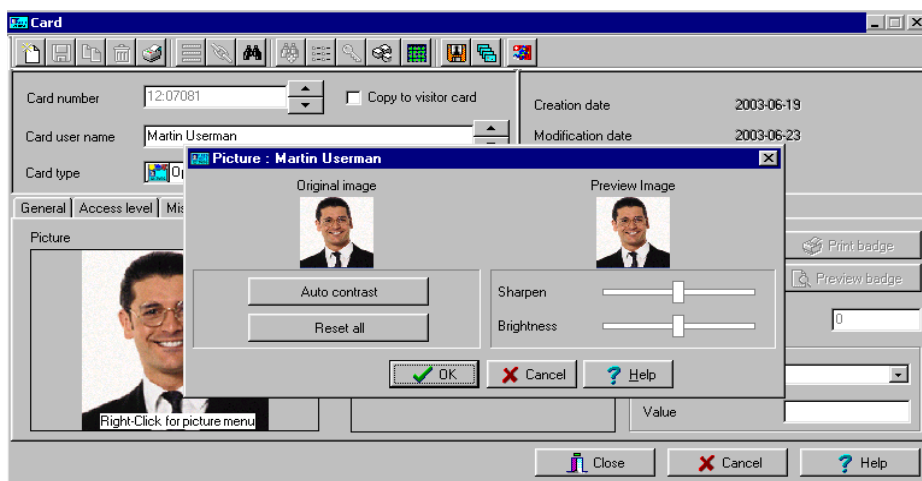 Card
Card number
12:07081
Copy to visitor card
Creation date
2003-06-19
Card user name
Martin Userman
Modification date
2003-06-23
Card type
Picture : Martin Userman
Original image
Preview Image
General
Access level
Picture
Print badge
Auto contrast
Sharpen
Preview badge
Reset all
Brightness
0
OK
Cancel
Help
Right-Click for picture menu
Value
Close
Cancel
Help